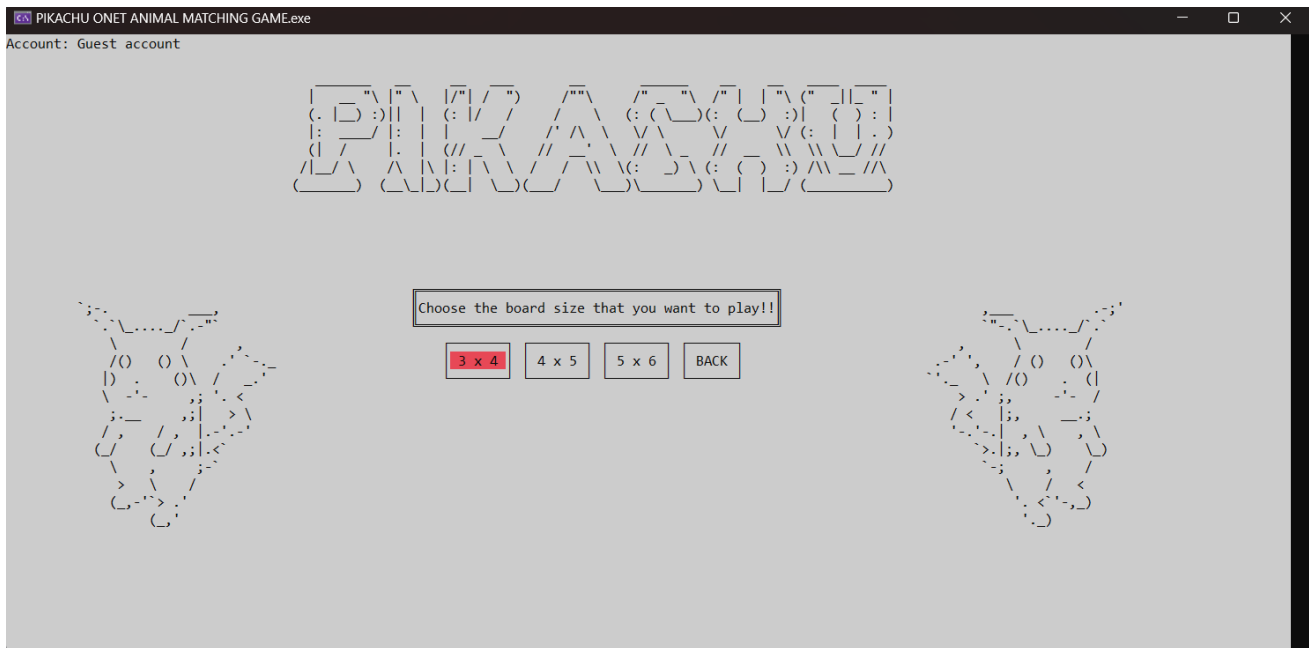 PIKACHU ONET ANIMAL MATCHING GAME.exe
Account: Guest account
PIKACHU
Choose the board size that you want to play!!
3 x 4
4 x 5
5 x 6
BACK